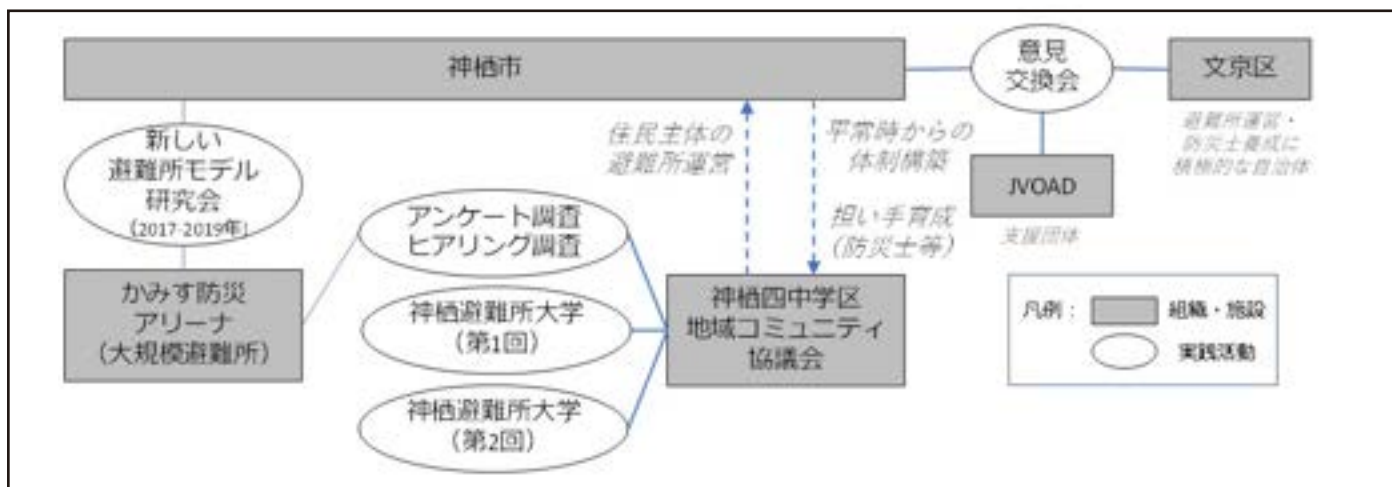 神栖市
意見
交換会
文京区
避難所運営・
防災士養成に
積極的な自治体
JVOAD
支援団体
新しい
避難所モデル
研究会
(2017-2019年)
住民主体の
避難所運営
平常時からの
体制構築
担い手育成
(防災士等)
アンケート調査
ヒアリング調査
かみす防災
アリーナ
(大規模避難所)
神栖避難所大学
(第1回)
神栖避難所大学
(第2回)
神栖四中学区
地域コミュニティ
協議会
凡例：
組織・施設
実践活動